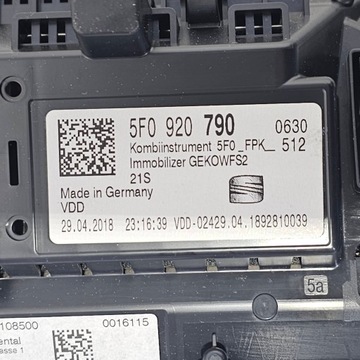 5F0 920 790 0630
Kombiinstrument 5F0_FPK_ 512
Immobilizer GEKOWFS2
21S
Made in Germany
VDD
29.04.2018 23:16:39 VDD-02429.04.1892810039
5a
108500 0016115
ental
asse 1